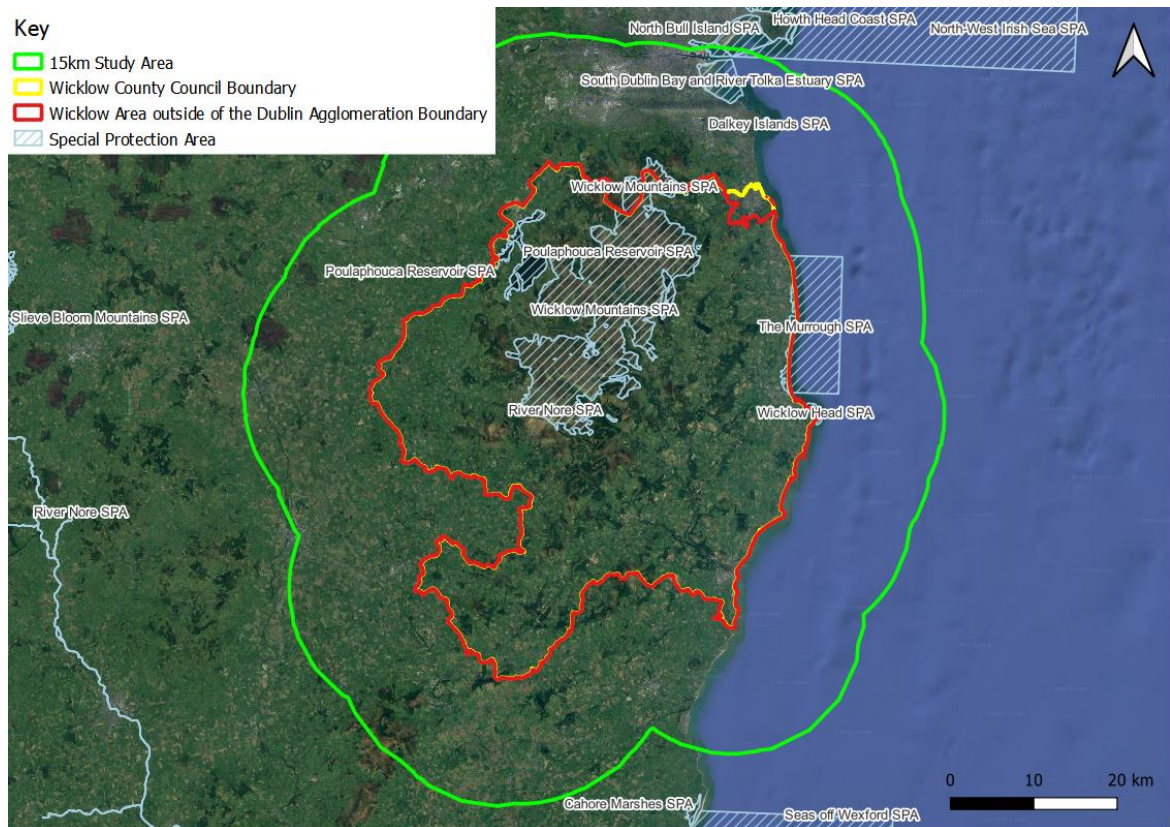 Key
15km Study Area
Wicklow County Council Boundary
Wicklow Area outside of the Dublin Agglomeration Boundary
Special Protection Area
North Bull Island SPA
Howth Head Coast SPA
North-West Irish Sea SPA
South Dublin Bay and River Tolka Estuary SPA
Dalkey Islands SPA
Wicklow Mountains SPA
Poulaphouca Reservoir SPA
Poulaphouca Reservoir SPA
Slieve Bloom Mountains SPA
Wicklow Mountains SPA
The Murrough SPA
River Nore SPA
Wicklow Head SPA
River Nore SPA
Cahore Marshes SPA
Seas off Wexford SPA
0 10 20 km